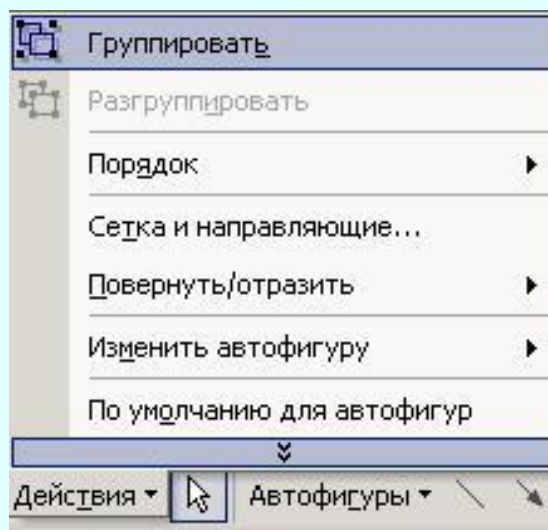 Группировать
Разгруппировать
Порядок
Сетка и направляющие...
Повернуть/отразить
Изменить автофигуру
По умолчанию для автофигур
Действия Автофигуры